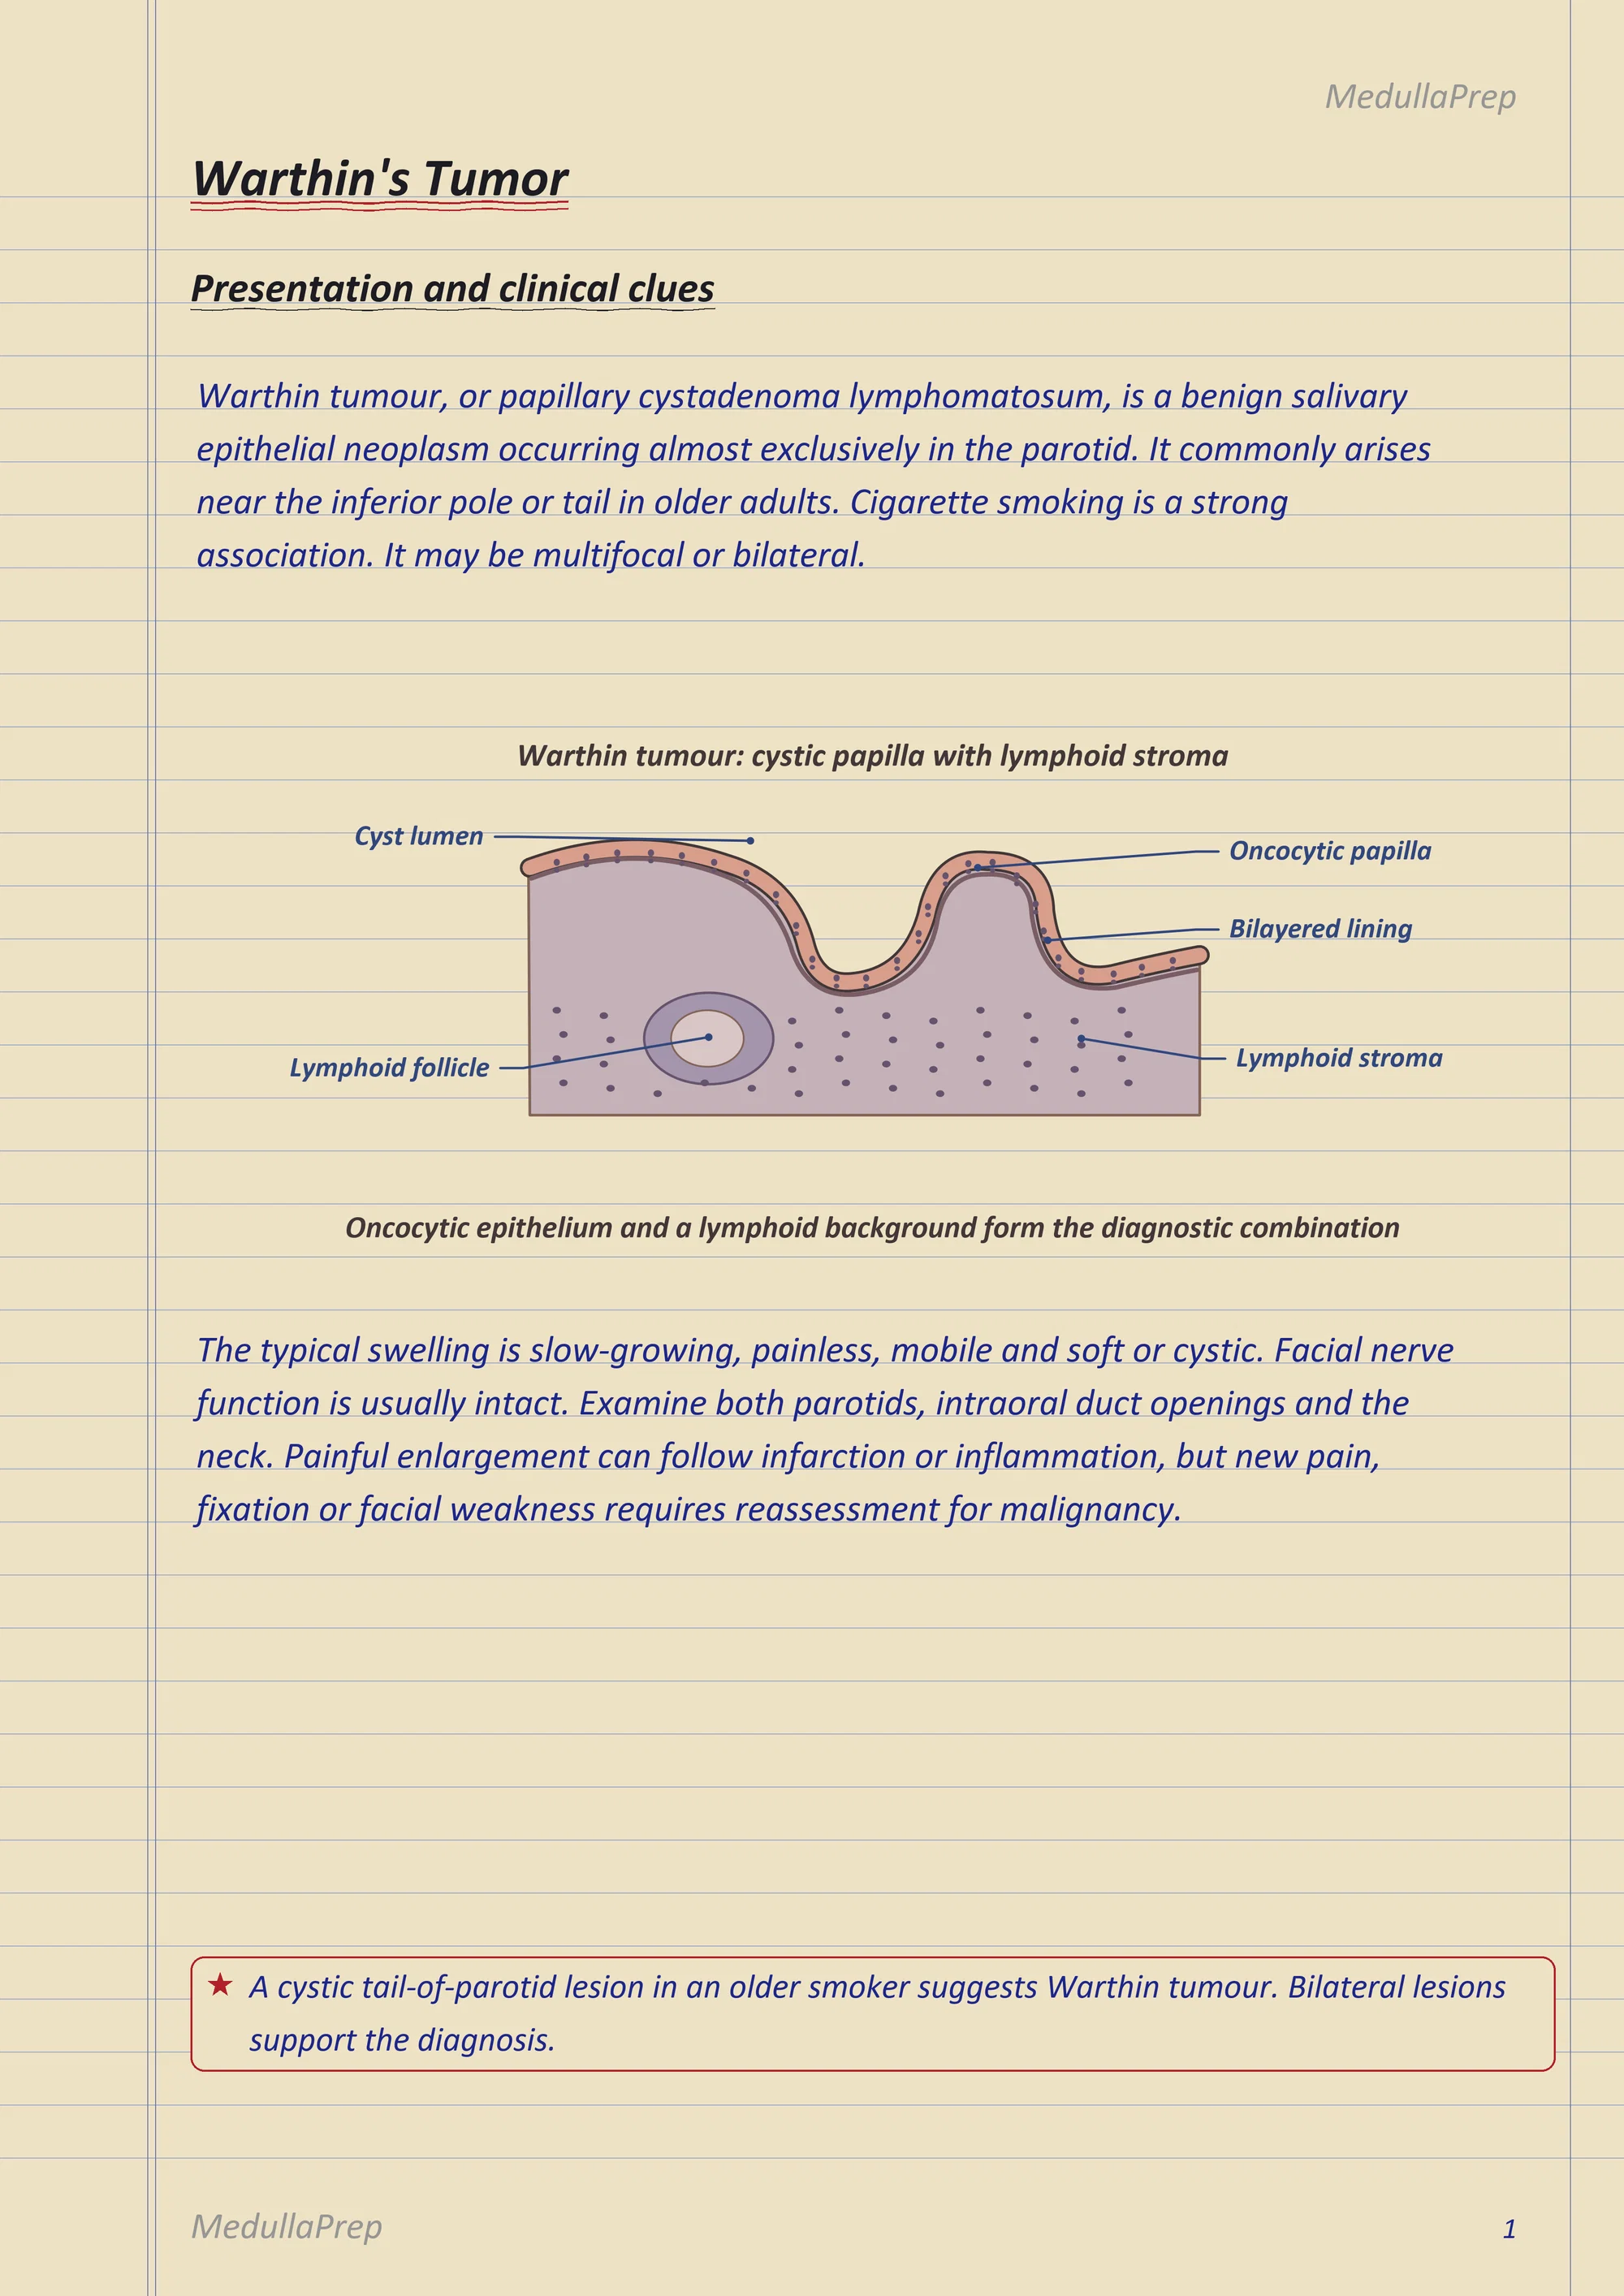 MedullaPrep
Warthin's Tumor
Presentation and clinical clues
Warthin tumour, or papillary cystadenoma lymphomatosum, is a benign salivary
epithelial neoplasm occurring almost exclusively in the parotid. It commonly arises
near the inferior pole or tail in older adults. Cigarette smoking is a strong
association. It may be multifocal or bilateral.
Warthin tumour: cystic papilla with lymphoid stroma
Cyst lumen
Oncocytic papilla
Bilayered lining
Lymphoid follicle
Lymphoid stroma
Oncocytic epithelium and a lymphoid background form the diagnostic combination
The typical swelling is slow-growing, painless, mobile and soft or cystic. Facial nerve
function is usually intact. Examine both parotids, intraoral duct openings and the
neck. Painful enlargement can follow infarction or inflammation, but new pain,
fixation or facial weakness requires reassessment for malignancy.
★ A cystic tail-of-parotid lesion in an older smoker suggests Warthin tumour. Bilateral lesions
support the diagnosis.
MedullaPrep
1